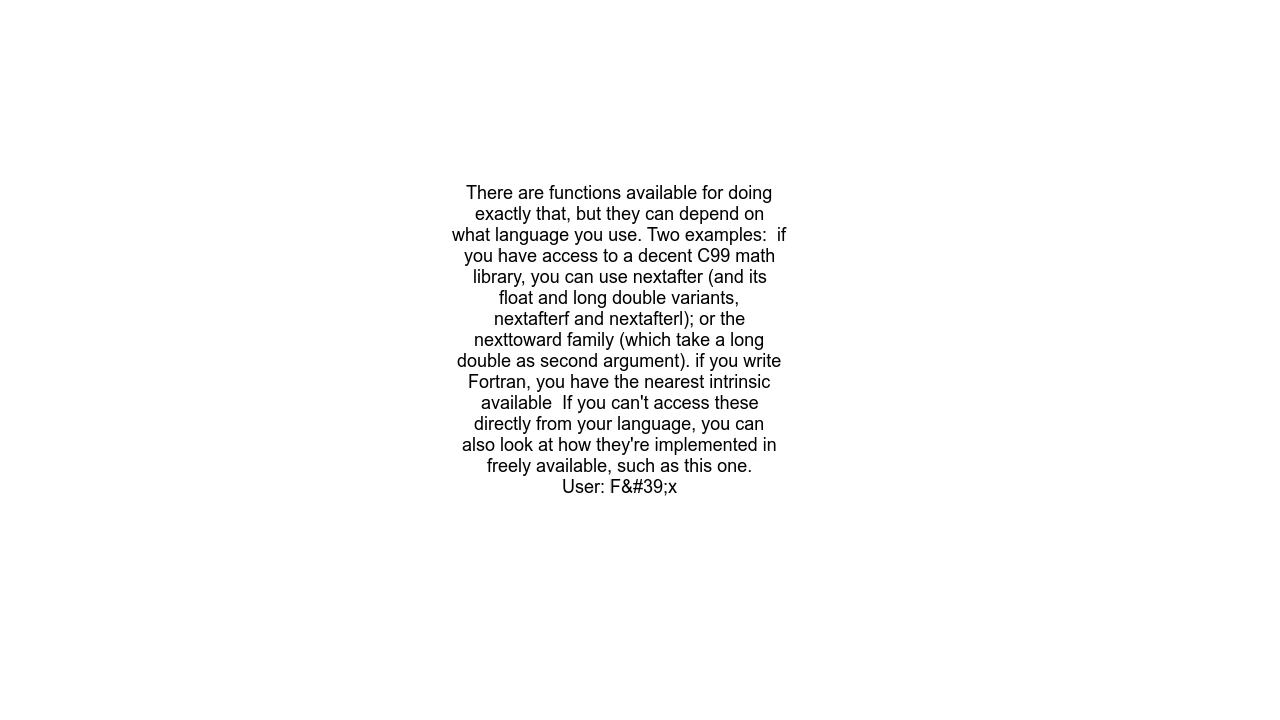 There are functions available for doing
exactly that, but they can depend on
what language you use. Two examples:  if
you have access to a decent C99 math
library, you can use nextafter (and its
float and long double variants,
nextafterf and nextafterl); or the
nexttoward family (which take a long
double as second argument). if you write
Fortran, you have the nearest intrinsic
available  If you can't access these
directly from your language, you can
also look at how they're implemented in
freely available, such as this one.
User: F&#39;x